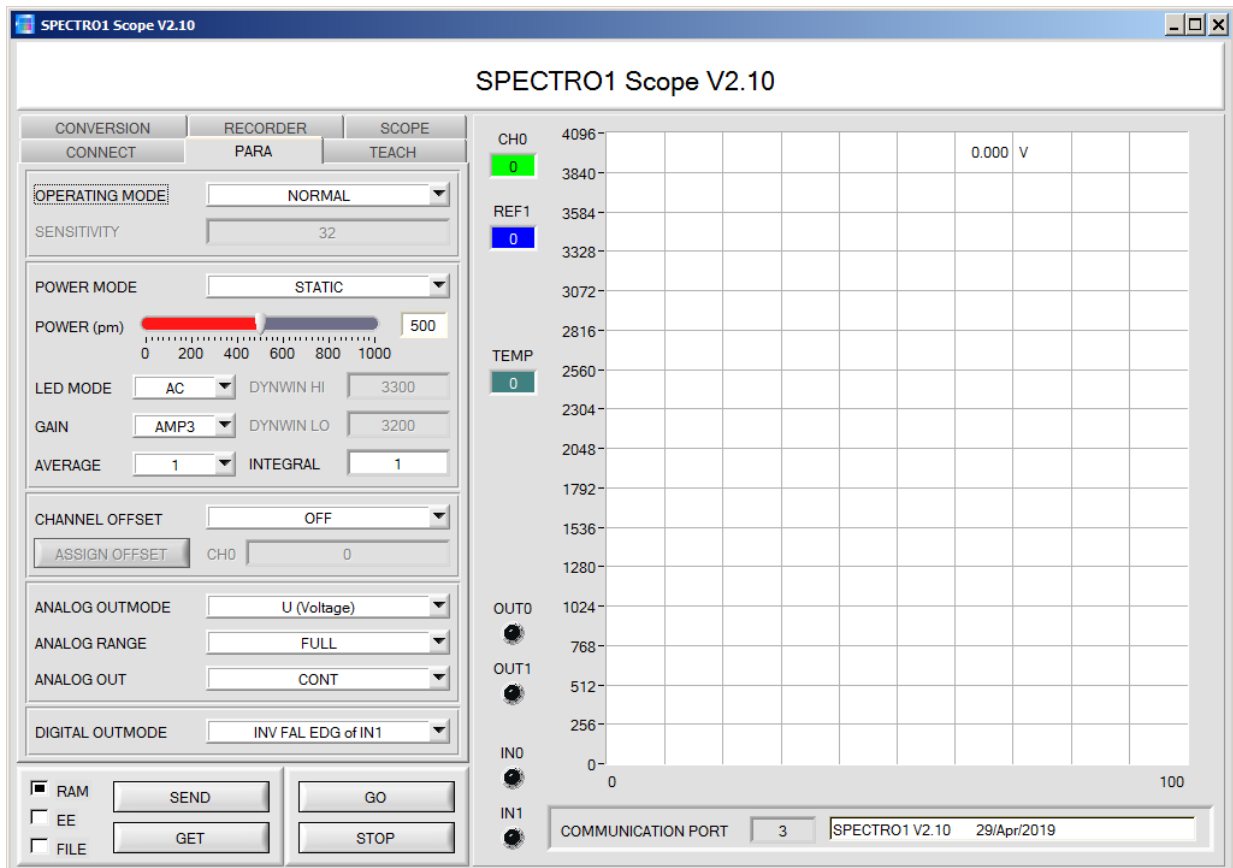 SPECTRO1 Scope V2.10
SPECTRO1 Scope V2.10
CONVERSION RECORDER SCOPE
CONNECT PARA TEACH
OPERATING MODE NORMAL
SENSITIVITY 32
POWER MODE STATIC
POWER (pm) 500
0 200 400 600 800 1000
LED MODE AC DYNWIN HI 3300
GAIN AMP3 DYNWIN LO 3200
AVERAGE 1 INTEGRAL 1
CHANNEL OFFSET OFF
ASSIGN OFFSET CH0 0
ANALOG OUTMODE U (Voltage)
ANALOG RANGE FULL
ANALOG OUT CONT
DIGITAL OUTMODE INV FAL EDG of IN1
RAM
EE
FILE
SEND GO
GET STOP
CH0
0
REF1
0
TEMP
0
OUT0
OUT1
IN0
IN1
4096
3840
3584
3328
3072
2816
2560
2304
2048
1792
1536
1280
1024
768
512
256
0
0.000 V
0 100
COMMUNICATION PORT 3 SPECTRO1 V2.10 29/Apr/2019